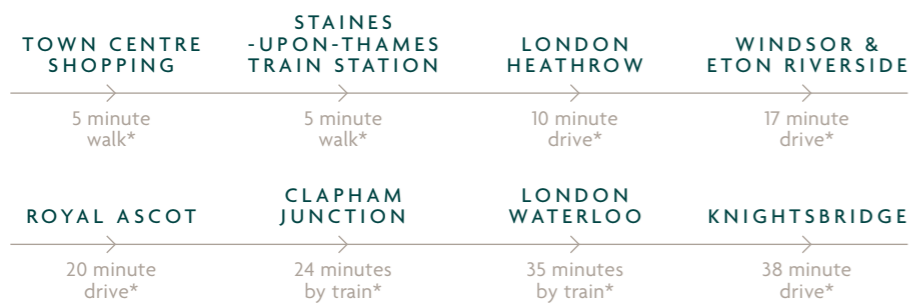 TOWN CENTRE
SHOPPING
5 minute
walk*
STAINES
-UPON-THAMES
TRAIN STATION
5 minute
walk*
LONDON
HEATHROW
10 minute
drive*
WINDSOR &
ETON RIVERSIDE
17 minute
drive*
ROYAL ASCOT
20 minute
drive*
CLAPHAM
JUNCTION
24 minutes
by train*
LONDON
WATERLOO
35 minutes
by train*
KNIGHTSBRIDGE
38 minute
drive*